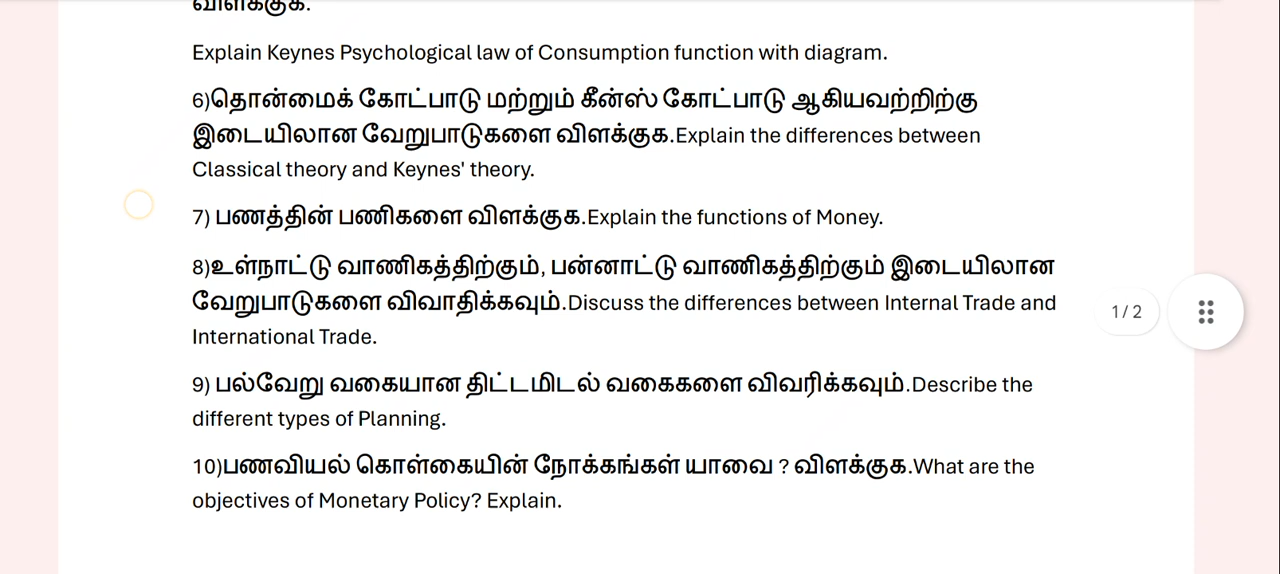 விளக்குக.
Explain Keynes Psychological law of Consumption function with diagram.
6)தொன்மைக் கோட்பாடு மற்றும் கீன்ஸ் கோட்பாடு ஆகியவற்றிற்கு
இடையிலான வேறுபாடுகளை விளக்குக.Explain the differences between
Classical theory and Keynes' theory.
7) பணத்தின் பணிகளை விளக்குக.Explain the functions of Money.
8)உள்நாட்டு வாணிகத்திற்கும், பன்னாட்டு வாணிகத்திற்கும் இடையிலான
வேறுபாடுகளை விவாதிக்கவும்.Discuss the differences between Internal Trade and
International Trade.
1 / 2
9) பல்வேறு வகையான திட்டமிடல் வகைகளை விவரிக்கவும்.Describe the
different types of Planning.
10)பணவியல் கொள்கையின் நோக்கங்கள் யாவை ? விளக்குக.What are the
objectives of Monetary Policy? Explain.